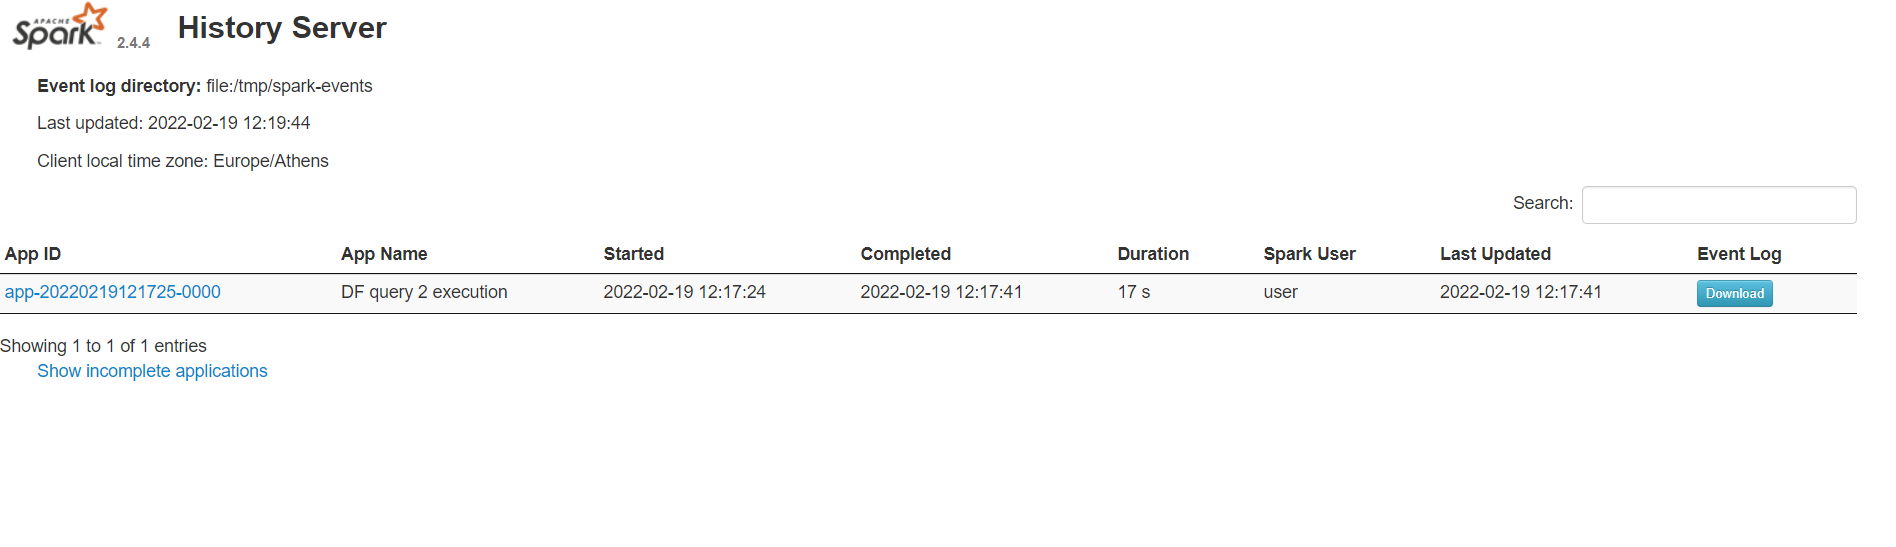 APACHE
Spark 2.4.4 History Server
Event log directory: file:/tmp/spark-events
Last updated: 2022-02-19 12:19:44
Client local time zone: Europe/Athens
Search:
App ID App Name Started Completed Duration Spark User Last Updated Event Log
app-20220219121725-0000 DF query 2 execution 2022-02-19 12:17:24 2022-02-19 12:17:41 17 s user 2022-02-19 12:17:41 Download
Showing 1 to 1 of 1 entries
Show incomplete applications